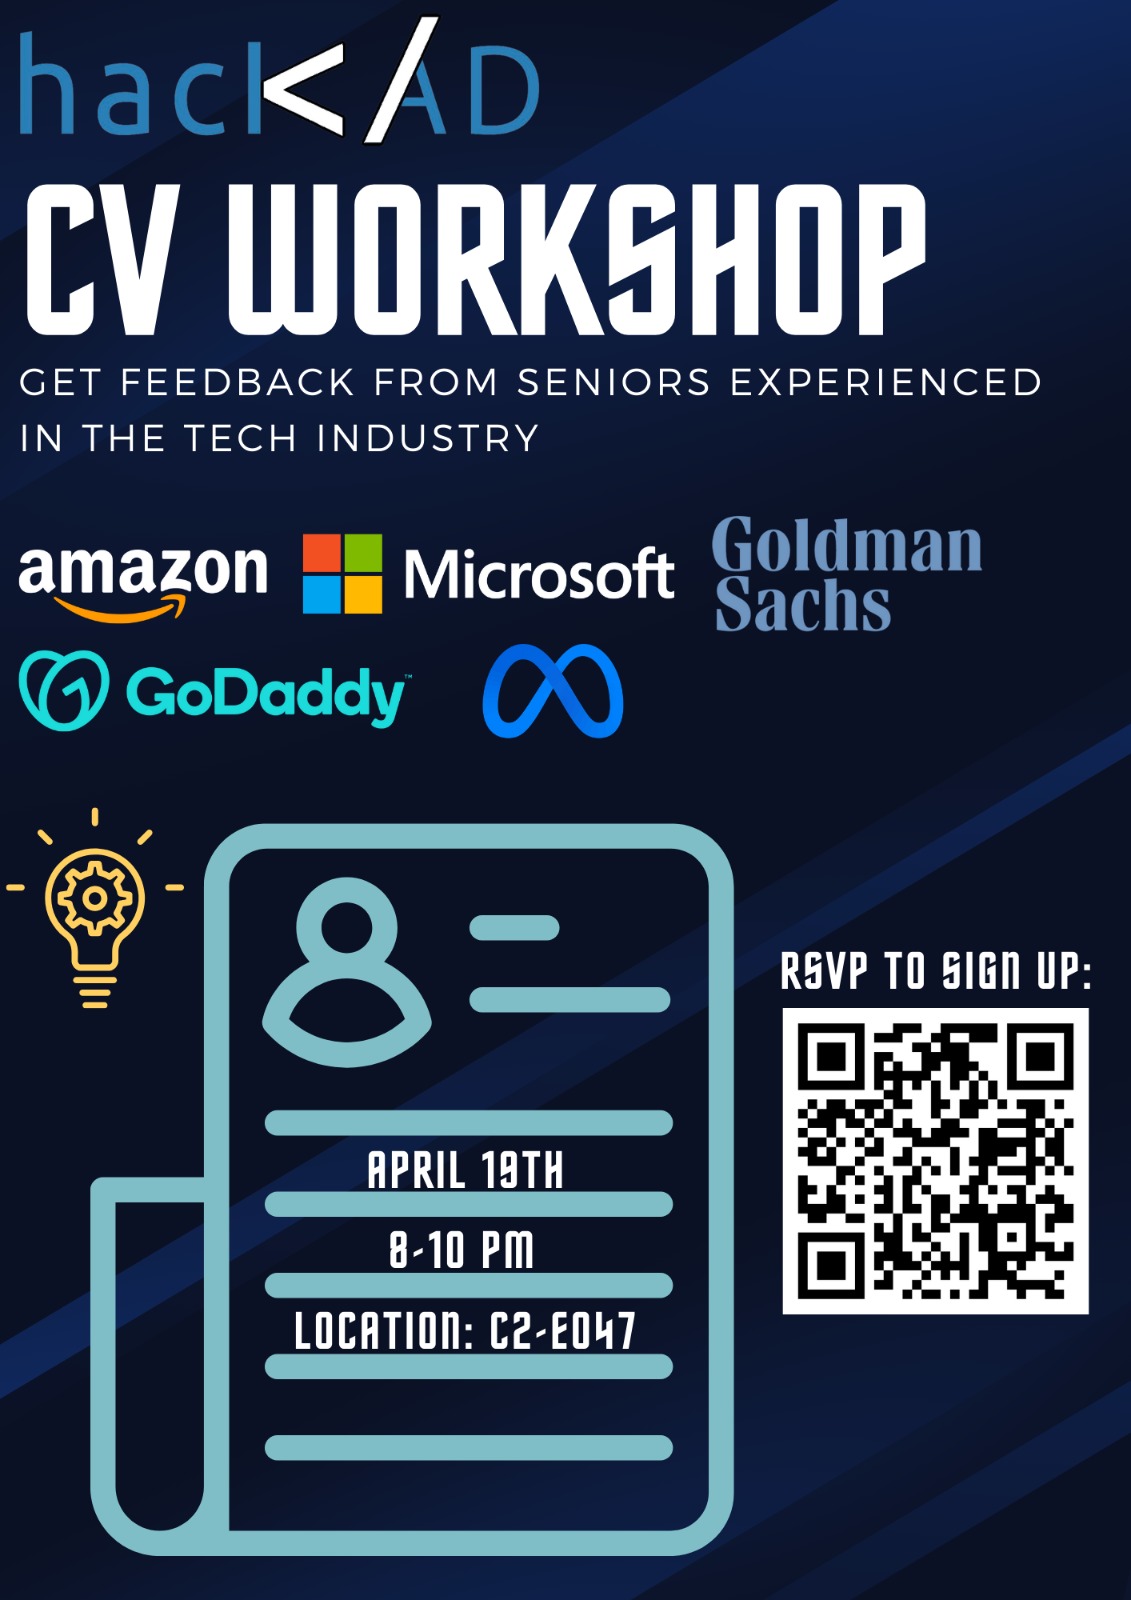 hack</AD
CV WORKSHOP
GET FEEDBACK FROM SENIORS EXPERIENCED
IN THE TECH INDUSTRY
amazon
Microsoft
Goldman
Sachs
GoDaddy™
RSVP TO SIGN UP:
APRIL 19TH
8-10 PM
LOCATION: C2-E047